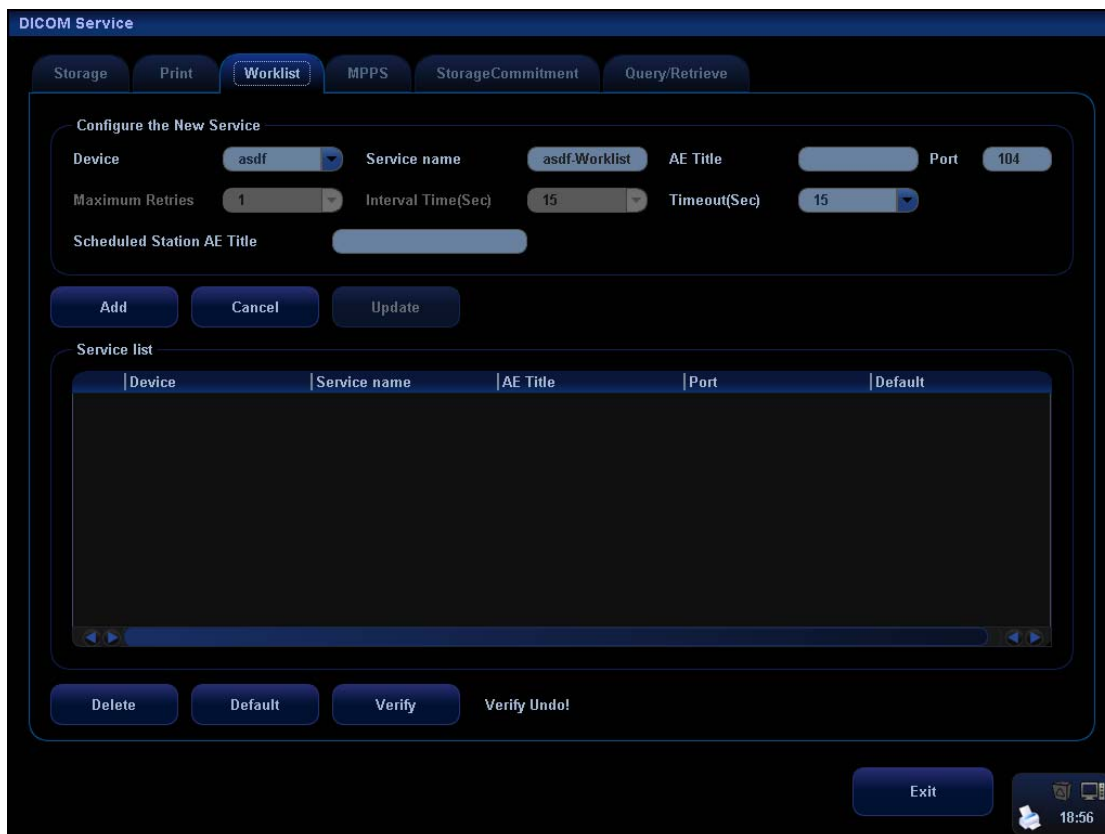 DICOM Service
Storage Print Worklist MPPS StorageCommitment Query/Retrieve
Configure the New Service
Device asdf Service name asdf-Worklist AE Title Port 104
Maximum Retries 1 Interval Time(Sec) 15 Timeout(Sec) 15
Scheduled Station AE Title
Add Cancel Update
Service list
Device Service name AE Title Port Default
Delete Default Verify Verify Undo!
Exit
18:56